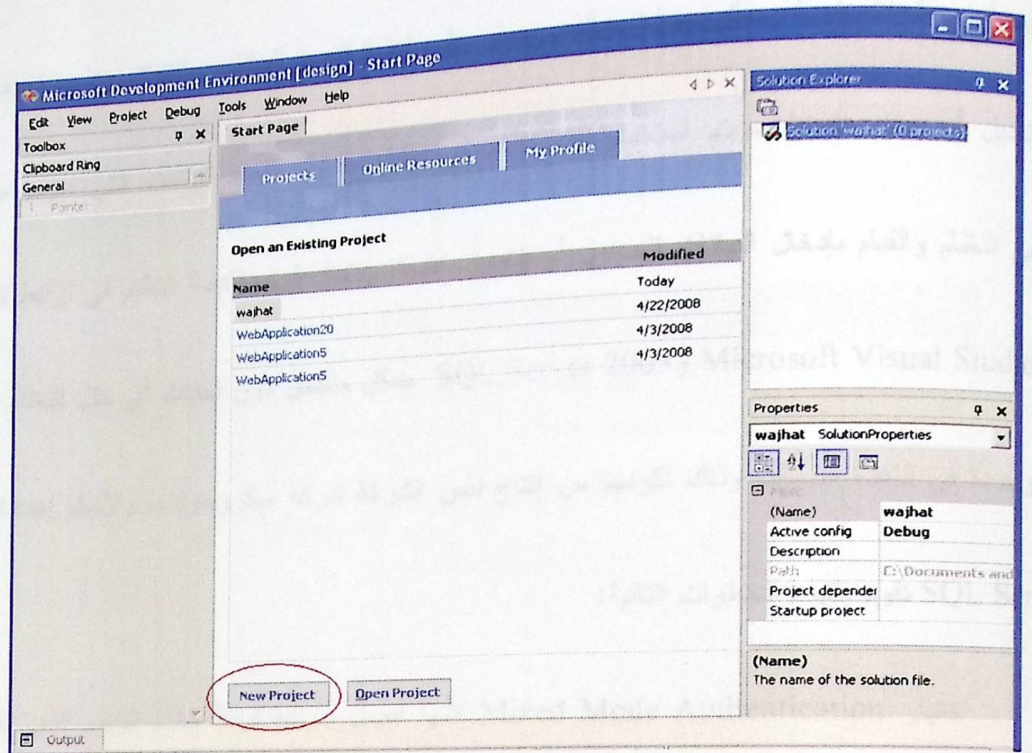 Microsoft Development Environment [design] - Start Page
Edit View Project Debug Tools Window Help
Toolbox
Clipboard Ring
General
Pointer
Start Page
Projects
Online Resources
My Profile
Open an Existing Project
Name Modified
wajhat Today
WebApplication20 4/22/2008
WebApplication5 4/3/2008
WebApplication5 4/3/2008
New Project
Open Project
Output
Solution Explorer
Solution 'wajhat' (0 projects)
Properties
wajhat SolutionProperties
Misc
(Name) wajhat
Active config Debug
Description
Path C:\Documents and
Project depender
Startup project
(Name)
The name of the solution file.
Microsoft Visual Studio
SQL
Mixed Mode Authentication